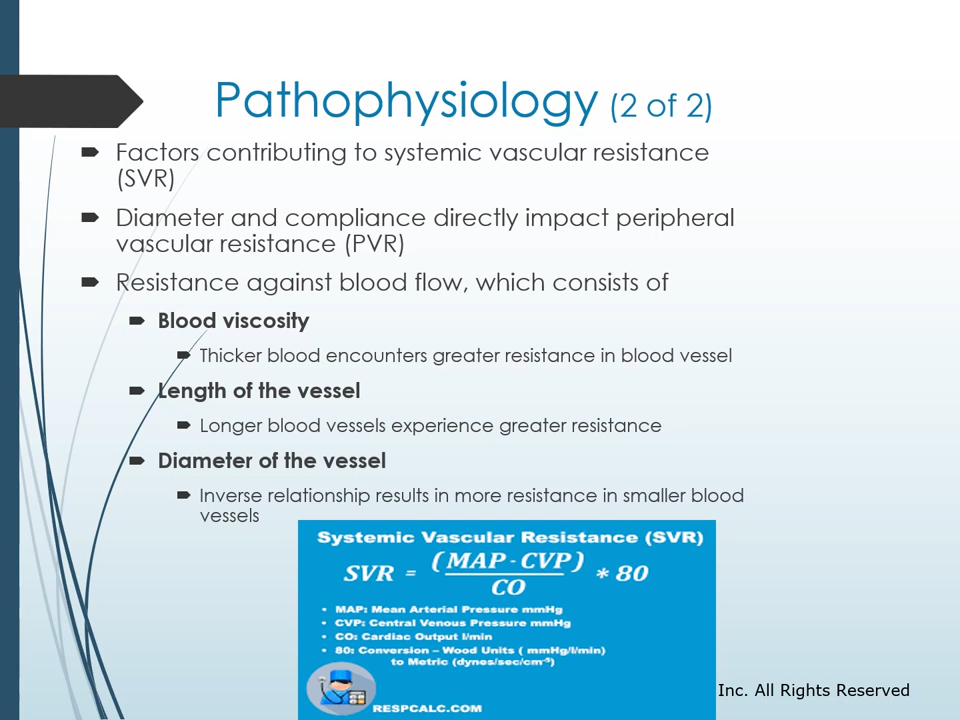 Pathophysiology (2 of 2)
Factors contributing to systemic vascular resistance
(SVR)
Diameter and compliance directly impact peripheral
vascular resistance (PVR)
Resistance against blood flow, which consists of
Blood viscosity
Thicker blood encounters greater resistance in blood vessel
Length of the vessel
Longer blood vessels experience greater resistance
Diameter of the vessel
Inverse relationship results in more resistance in smaller blood
vessels
Systemic Vascular Resistance (SVR)
SVR = (MAP - CVP) / CO * 80
• MAP: Mean Arterial Pressure mmHg
• CVP: Central Venous Pressure mmHg
• CO: Cardiac Output l/min
• 80: Conversion – Wood Units ( mmHg/l/min)
to Metric (dynes/sec/cm⁻⁵)
RESPCALC.COM
Inc. All Rights Reserved